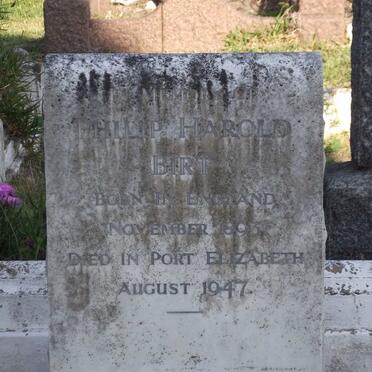 PHILIP HAROLD
BIRT
BORN IN ENGLAND
NOVEMBER
DIED IN PORT ELIZABETH
AUGUST 1947